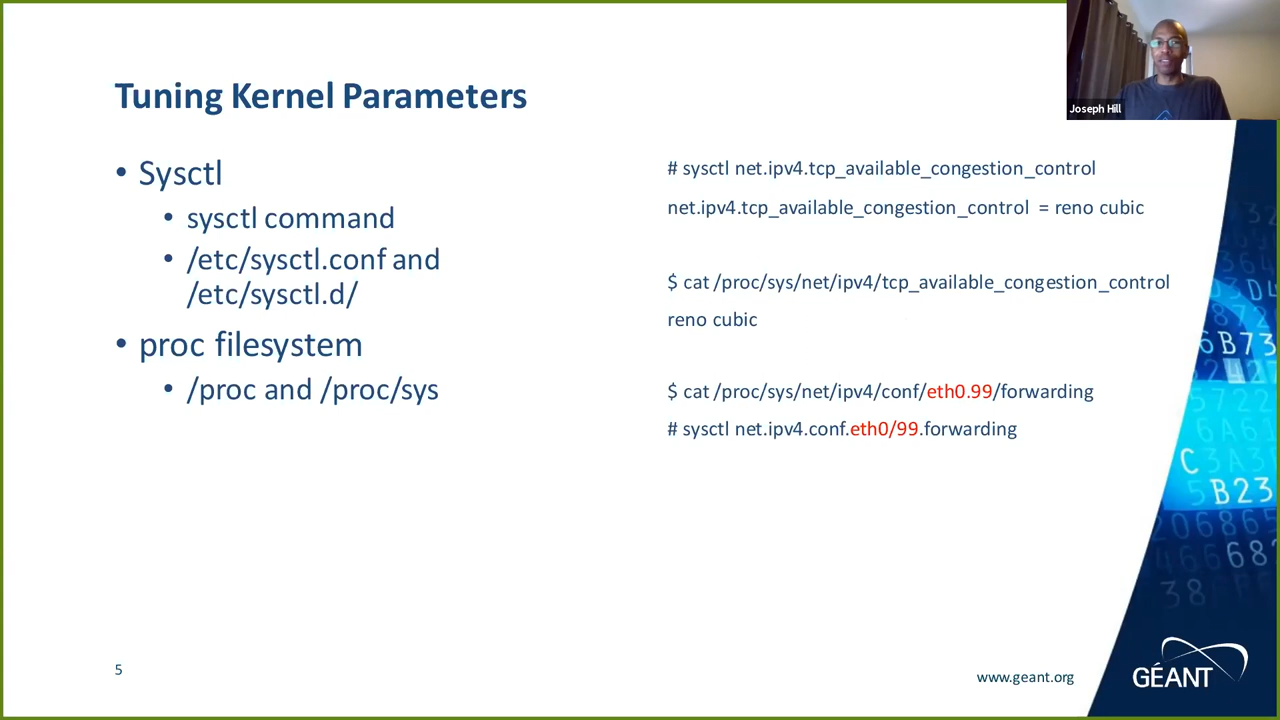 Tuning Kernel Parameters
Joseph Hill
• Sysctl
• sysctl command
• /etc/sysctl.conf and
/etc/sysctl.d/
• proc filesystem
• /proc and /proc/sys
# sysctl net.ipv4.tcp_available_congestion_control
net.ipv4.tcp_available_congestion_control = reno cubic
$ cat /proc/sys/net/ipv4/tcp_available_congestion_control
reno cubic
$ cat /proc/sys/net/ipv4/conf/eth0.99/forwarding
# sysctl net.ipv4.conf.eth0/99.forwarding
6B73
C
B23
5
www.geant.org
GÉANT